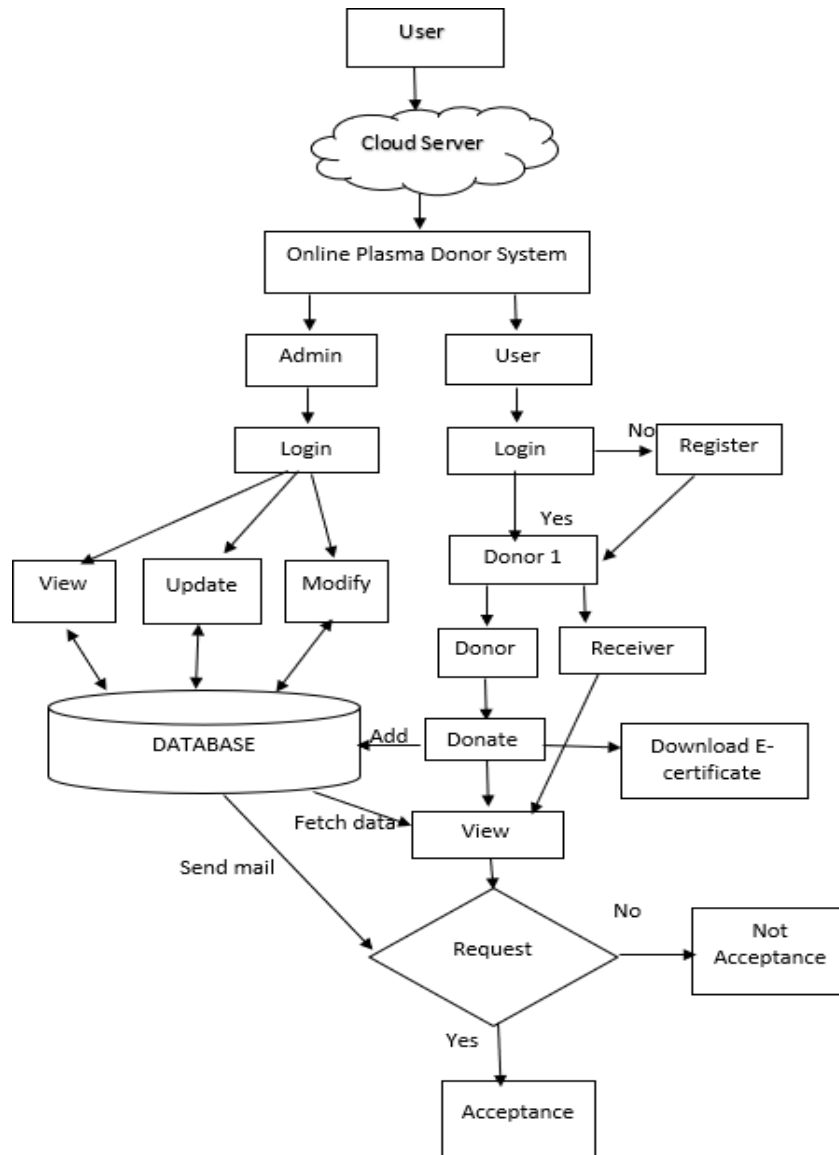 User
Cloud Server
Online Plasma Donor System
Admin
User
Login
Login
No
Register
Yes
View
Update
Modify
Donor 1
Donor
Receiver
DATABASE
Add
Donate
Download E-
certificate
Fetch data
View
Send mail
Request
No
Not
Acceptance
Yes
Acceptance